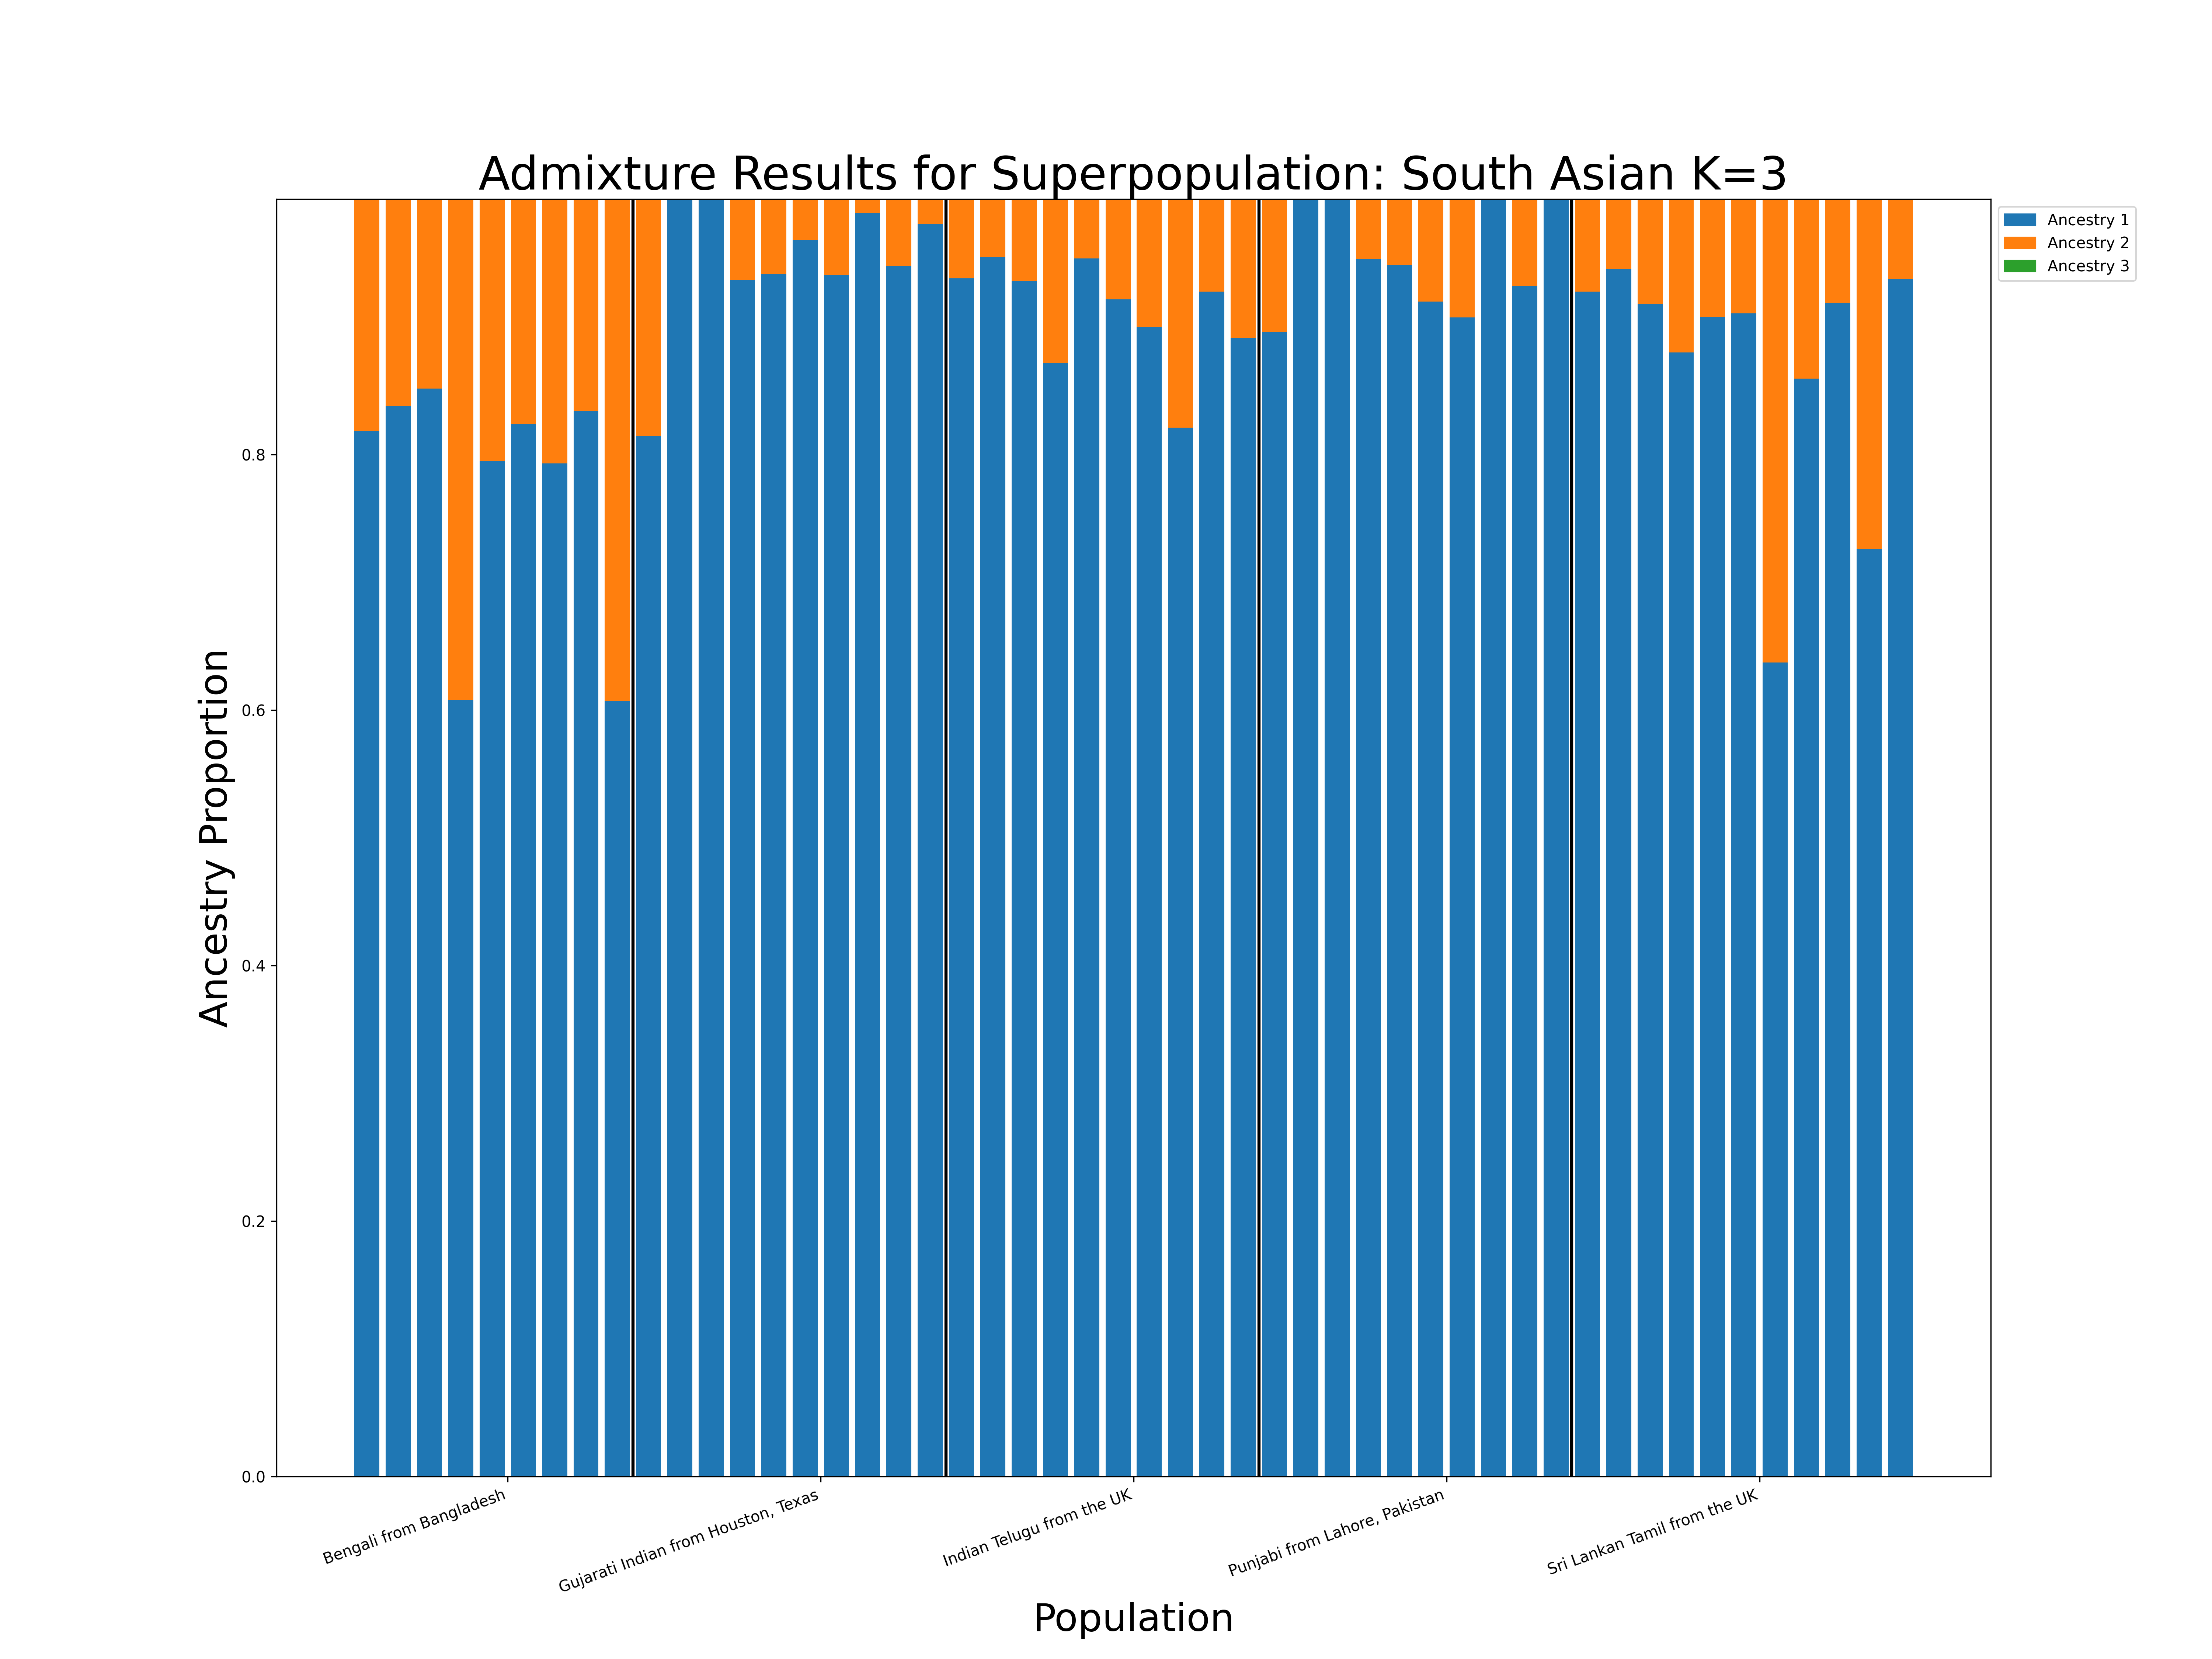 Admixture Results for Superpopulation: South Asian K=3
Ancestry 1
Ancestry 2
Ancestry 3
Ancestry Proportion
0.8
0.6
0.4
0.2
0.0
Bengali from Bangladesh
Gujarati Indian from Houston, Texas
Indian Telugu from the UK
Punjabi from Lahore, Pakistan
Sri Lankan Tamil from the UK
Population